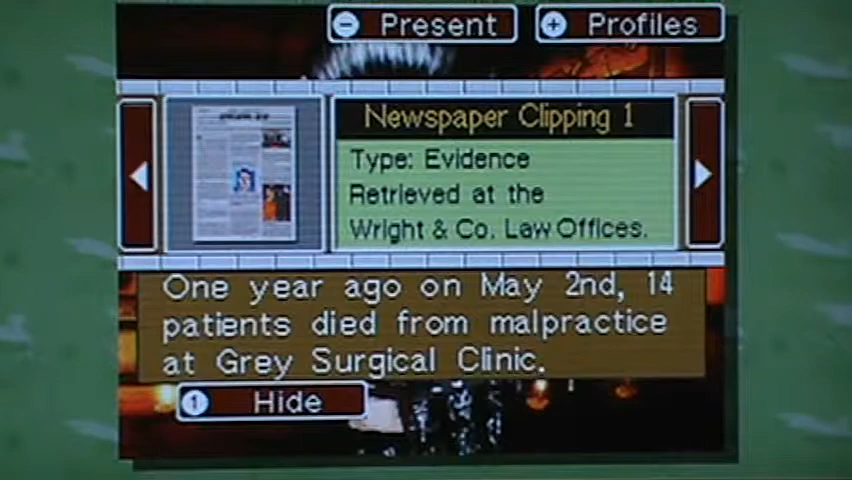 Present
Profiles
Newspaper Clipping 1
Type: Evidence
Retrieved at the
Wright & Co. Law Offices.
One year ago on May 2nd, 14
patients died from malpractice
at Grey Surgical Clinic.
1 Hide